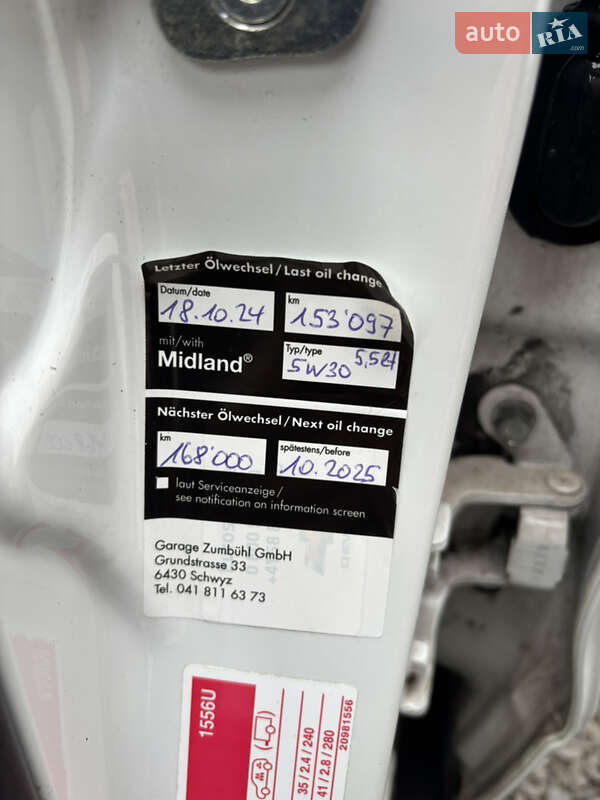 auto RIA.com
Letzter Ölwechsel/Last oil change
Datum/date
18.10.24
km
153'097
mit/with
Midland®
Typ/type
5W30 5,5Lt
Nächster Ölwechsel/Next oil change
km
168'000
spätestens/before
10.2025
laut Serviceanzeige/
see notification on information screen
Garage Zumbühl GmbH
Grundstrasse 33
6430 Schwyz
Tel. 041 811 63 73
1556U
35 / 2.4 / 240
41 / 2.8 / 280
20981556